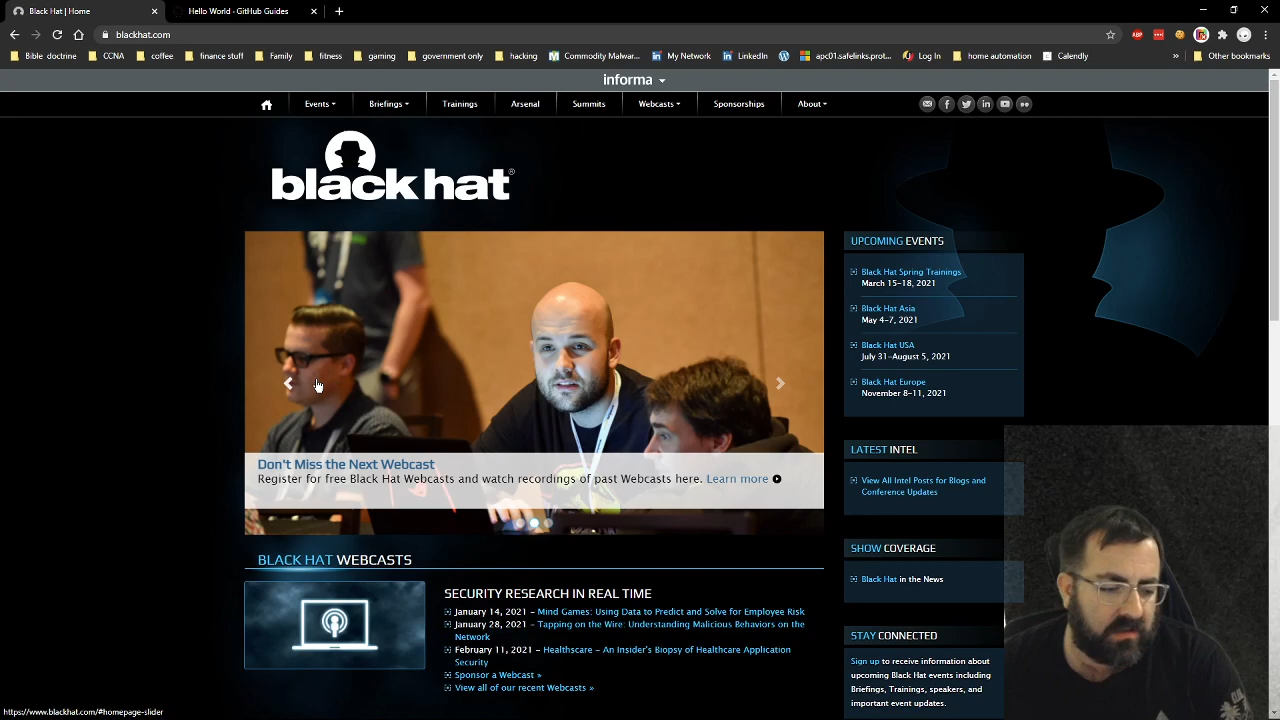 Black Hat | Home
Hello World · GitHub Guides
blackhat.com
ABP
Bible doctrine
CCNA
coffee
finance stuff
Family
fitness
gaming
government only
hacking
Commodity Malwar...
My Network
LinkedIn
apc01.safelinks.prot...
Log In
home automation
Calendly
»
Other bookmarks
informa
Events
Briefings
Trainings
Arsenal
Summits
Webcasts
Sponsorships
About
black hat®
Don't Miss the Next Webcast
Register for free Black Hat Webcasts and watch recordings of past Webcasts here. Learn more
BLACK HAT WEBCASTS
SECURITY RESEARCH IN REAL TIME
January 14, 2021 - Mind Games: Using Data to Predict and Solve for Employee Risk
January 28, 2021 - Tapping on the Wire: Understanding Malicious Behaviors on the
Network
February 11, 2021 - Healthscare – An Insider's Biopsy of Healthcare Application
Security
Sponsor a Webcast »
View all of our recent Webcasts »
UPCOMING EVENTS
Black Hat Spring Trainings
March 15-18, 2021
Black Hat Asia
May 4-7, 2021
Black Hat USA
July 31-August 5, 2021
Black Hat Europe
November 8-11, 2021
LATEST INTEL
View All Intel Posts for Blogs and
Conference Updates
SHOW COVERAGE
Black Hat in the News
STAY CONNECTED
Sign up to receive information about
upcoming Black Hat events including
Briefings, Trainings, speakers, and
important event updates.
https://www.blackhat.com/#homepage-slider